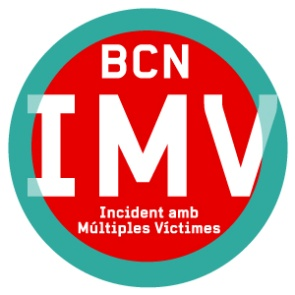 BCN
IMV
Incident amb
Múltiples Víctimes